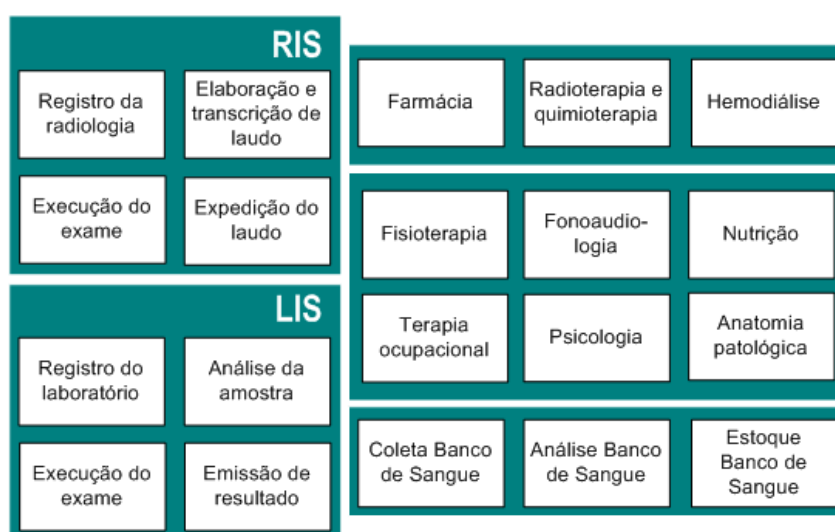 RIS
Registro da
radiologia
Elaboração e
transcrição de
laudo
Execução do
exame
Expedição do
laudo
LIS
Registro do
laboratório
Análise da
amostra
Execução do
exame
Emissão de
resultado
Farmácia
Radioterapia e
quimioterapia
Hemodiálise
Fisioterapia
Fonoaudio-
logia
Nutrição
Terapia
ocupacional
Psicologia
Anatomia
patológica
Coleta Banco
de Sangue
Análise Banco
de Sangue
Estoque
Banco de
Sangue